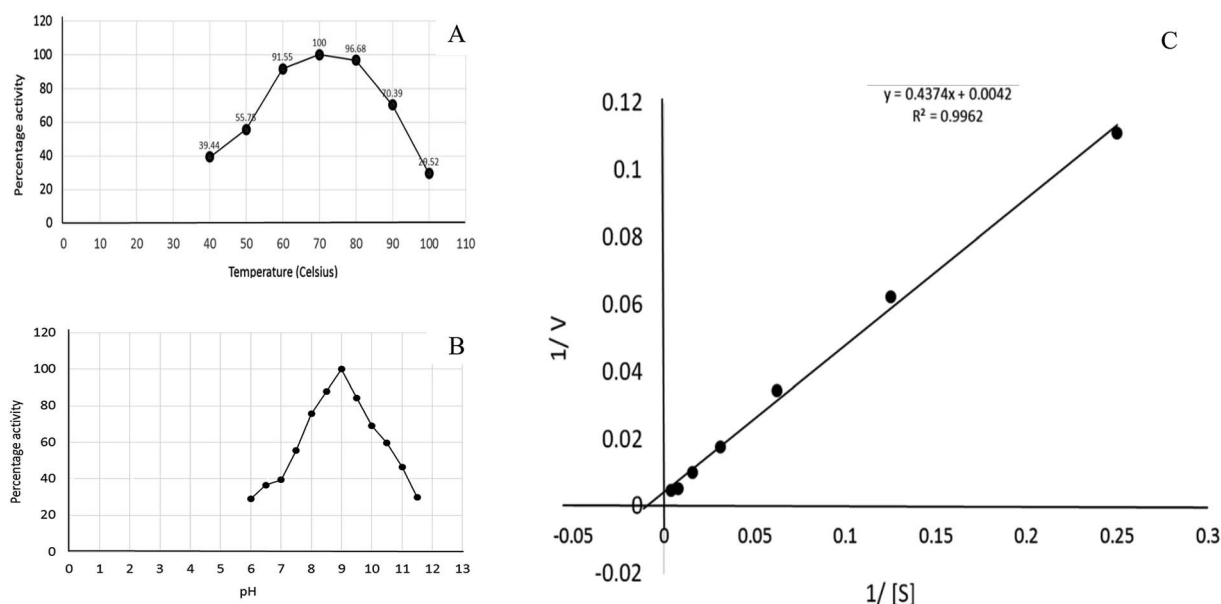 A
120
100
80
60
40
20
0
39.44
55.75
91.55
100
96.68
70.39
29.52
0 10 20 30 40 50 60 70 80 90 100 110
Percentage activity
Temperature (Celsius)
B
120
100
80
60
40
20
0
0 1 2 3 4 5 6 7 8 9 10 11 12 13
Percentage activity
pH
C
y = 0.4374x + 0.0042
R² = 0.9962
0.12
0.1
0.08
0.06
0.04
0.02
0
-0.02
-0.05 0 0.05 0.1 0.15 0.2 0.25 0.3
1/ V
1/ [S]